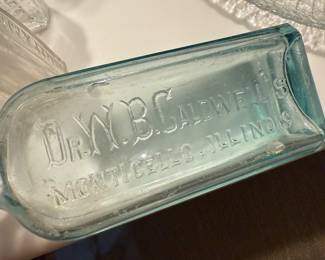 DR. W. B. CALDWELL'S
MONTICELLO, ILLINOIS